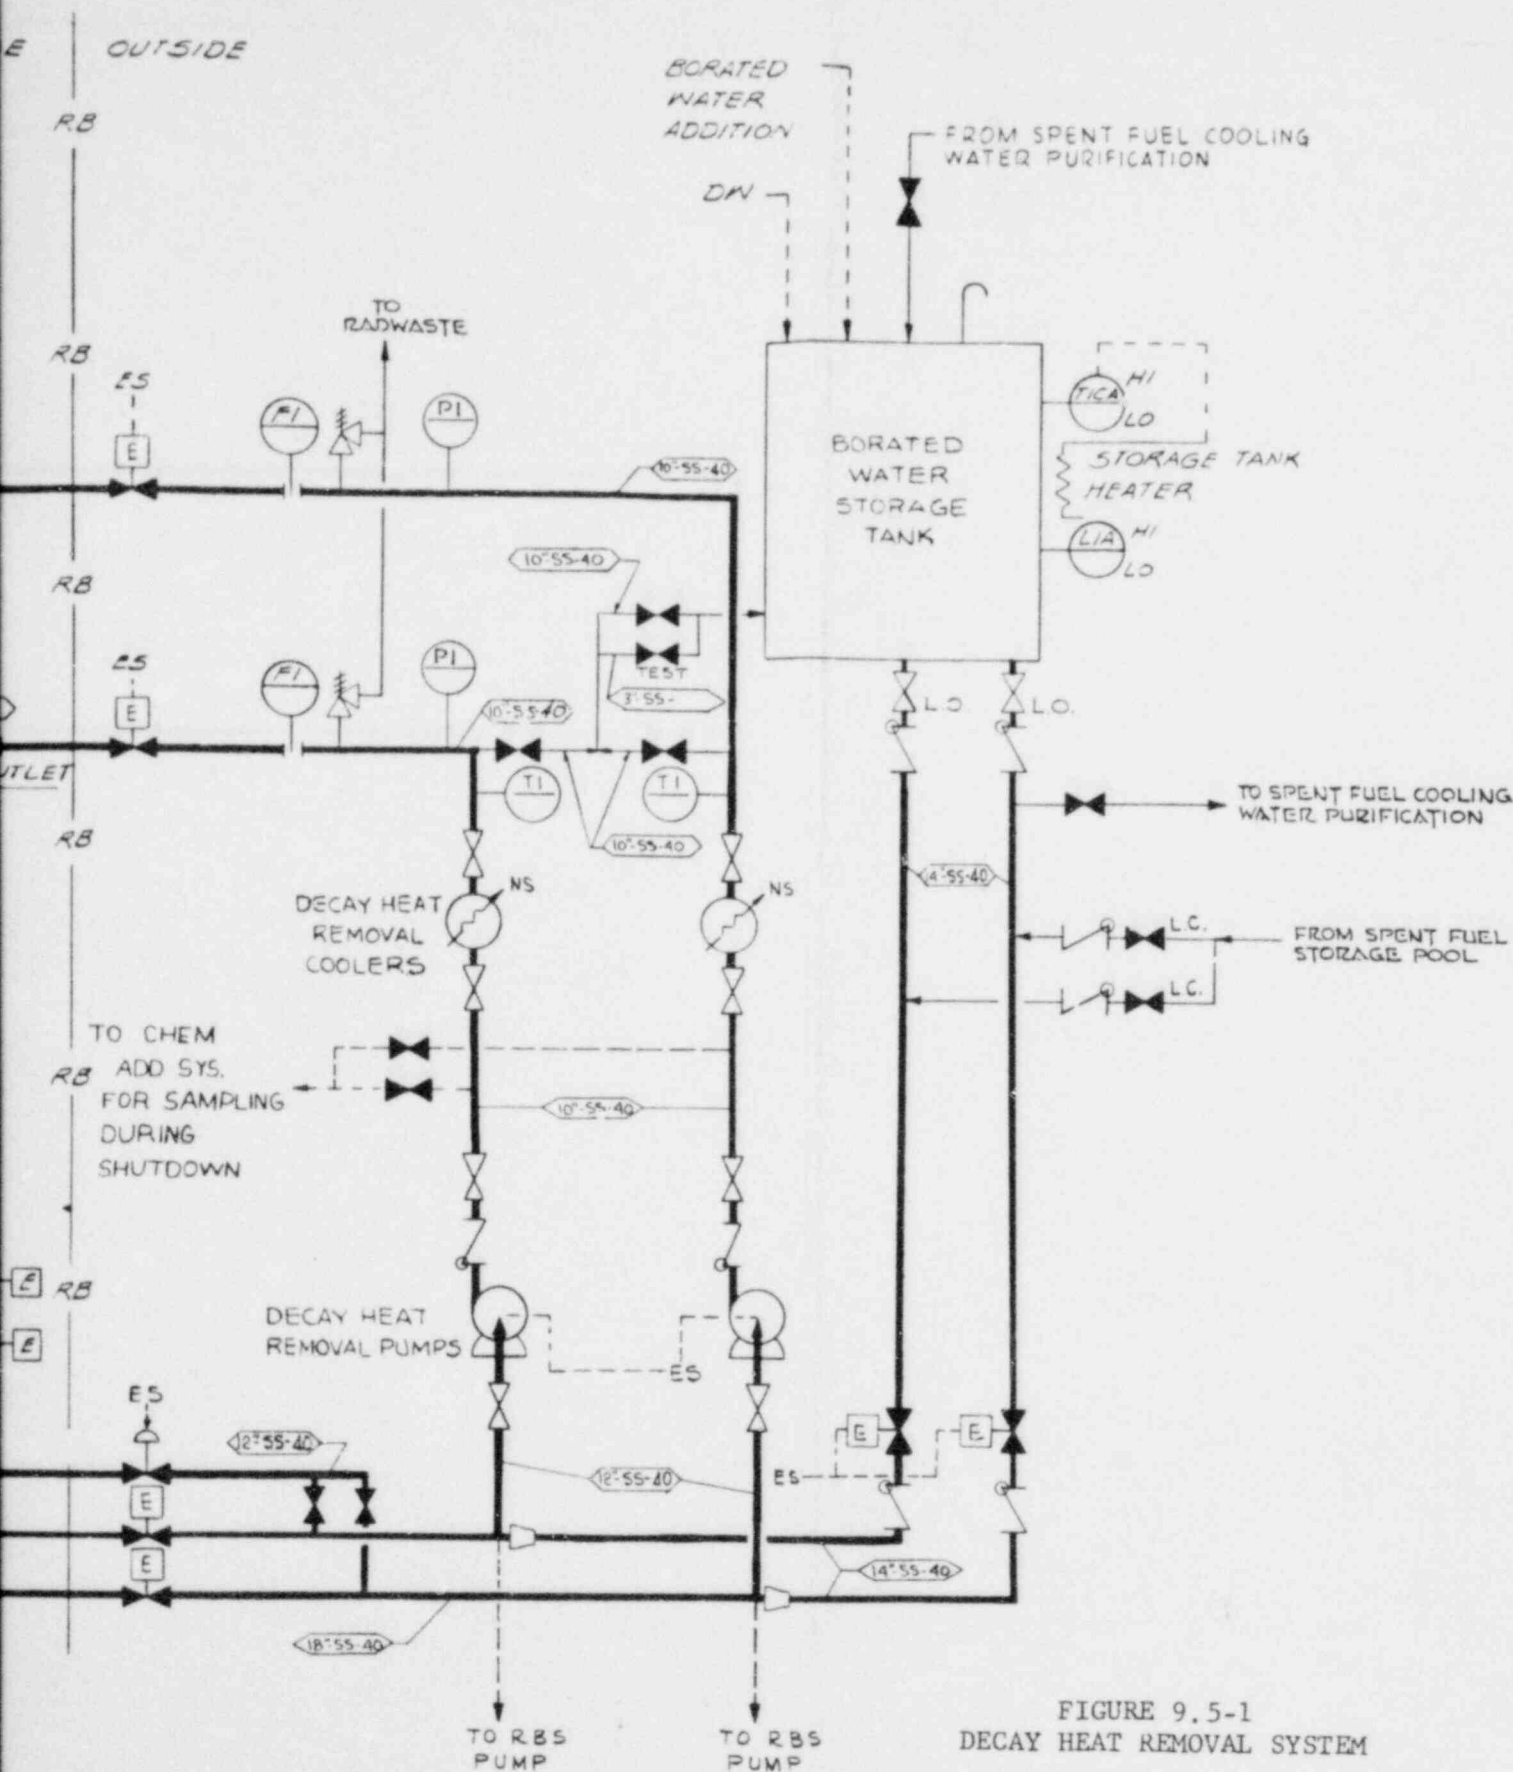 E
OUTSIDE
RB
BORATED
WATER
ADDITION
FROM SPENT FUEL COOLING
WATER PURIFICATION
DW
TO
RADWASTE
RB
ES
E
FI
PI
10"-SS-40
BORATED
WATER
STORAGE
TANK
TICA
HI
LO
STORAGE TANK
HEATER
LIA
HI
LO
10"-SS-40
RB
ES
E
FI
PI
TEST
3"-SS-
10"-SS-40
L.O.
L.O.
UTLET
TI
TI
10"-SS-40
RB
TO SPENT FUEL COOLING
WATER PURIFICATION
14"-SS-40
NS
NS
DECAY HEAT
REMOVAL
COOLERS
L.C.
FROM SPENT FUEL
STORAGE POOL
L.C.
TO CHEM
ADD SYS.
FOR SAMPLING
DURING
SHUTDOWN
RB
10"-SS-40
E
RB
E
DECAY HEAT
REMOVAL PUMPS
ES
ES
12"-SS-40
12"-SS-40
E
E
ES
E
E
14"-SS-40
18"-SS-40
TO RBS
PUMP
TO RBS
PUMP
FIGURE 9.5-1
DECAY HEAT REMOVAL SYSTEM